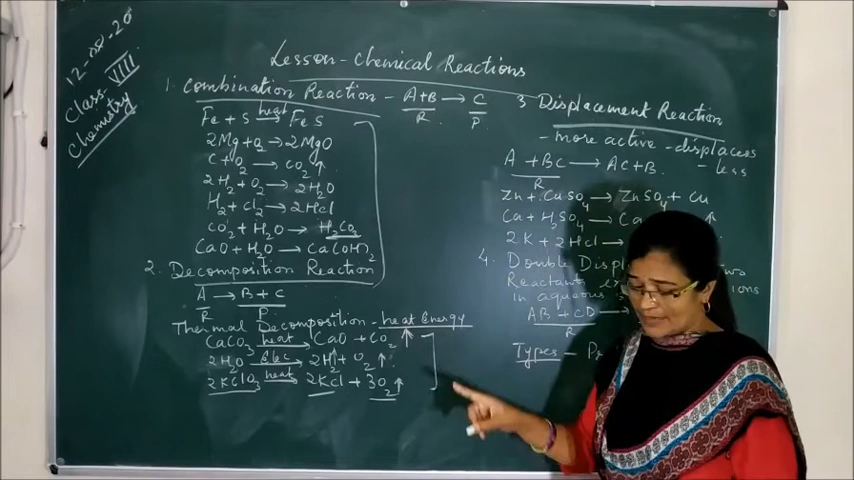 12-08-20
Class- VIII
Chemistry
Lesson - Chemical Reactions
1. Combination Reaction - A+B → C
R. P.
Fe + S heat→ FeS
2Mg + O2 → 2MgO
C + O2 → CO2 ↑
2H2 + O2 → 2H2O
H2 + Cl2 → 2HCl
CO2 + H2O → H2CO3
CaO + H2O → Ca(OH)2
2. Decomposition Reaction
A → B + C
R P.
Thermal Decomposition - heat Energy
CaCO3 heat→ CaO + CO2 ↑
2H2O Elec→ 2H2 + O2 ↑
2KClO3 heat→ 2KCl + 3O2 ↑
3. Displacement Reaction
- more active - displaces
- less
A + BC → AC + B.
R
Zn + CuSO4 → ZnSO4 + Cu
Ca + H2SO4 → Ca
2K + 2HCl →
4. Double
Reactants
in aqueous
AB + CD →
R
Types -